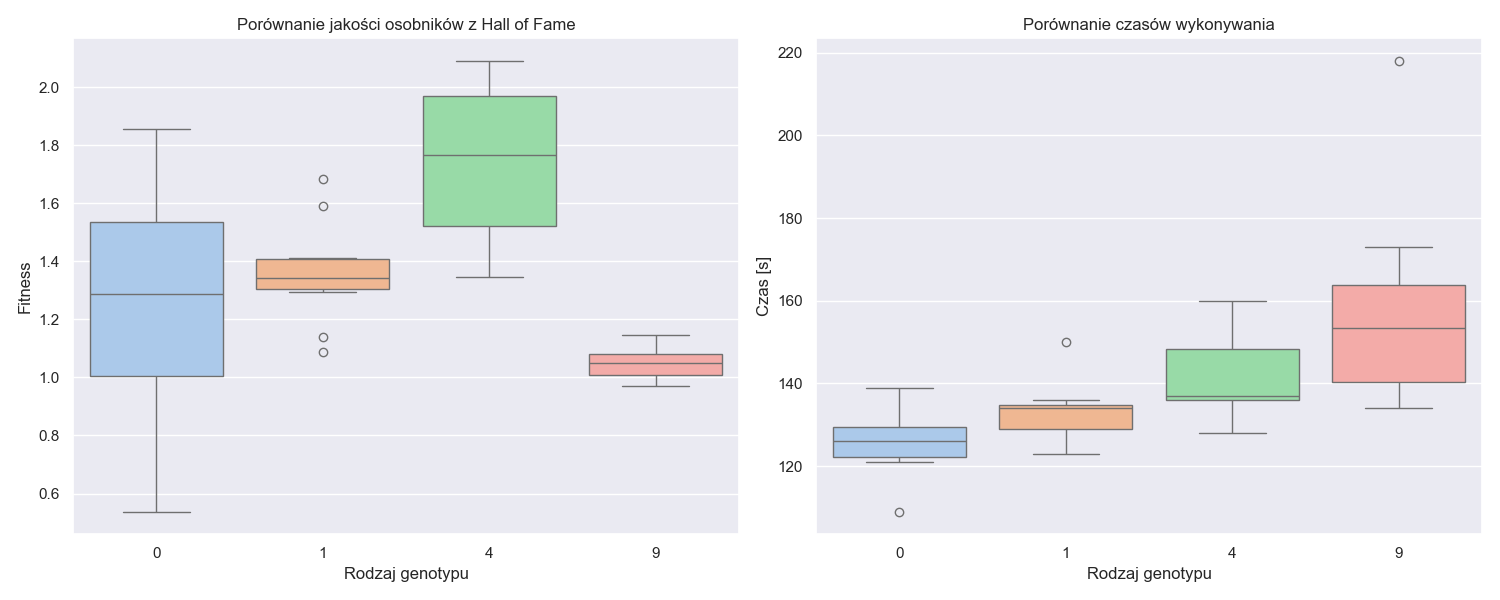 Porównanie jakości osobników z Hall of Fame
Fitness
2.0
1.8
1.6
1.4
1.2
1.0
0.8
0.6
0 1 4 9
Rodzaj genotypu
Porównanie czasów wykonywania
Czas [s]
220
200
180
160
140
120
0 1 4 9
Rodzaj genotypu